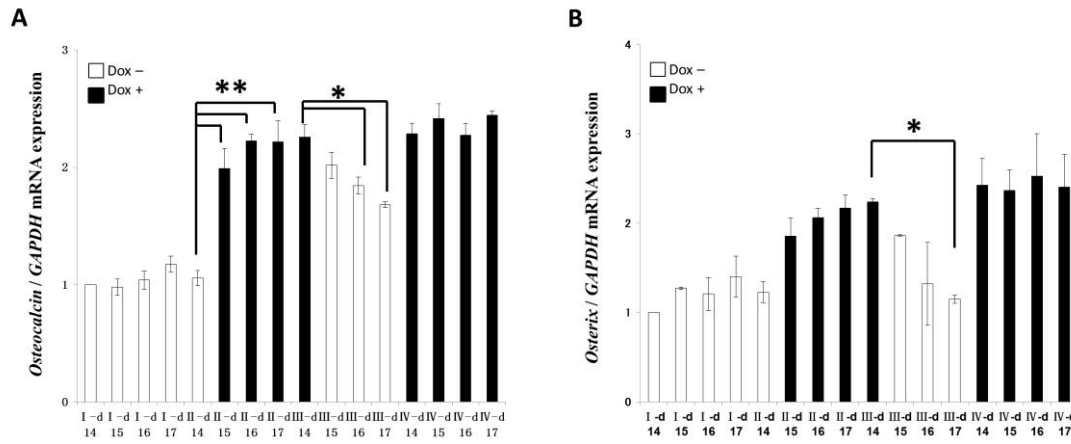 A
Osteocalcin / GAPDH mRNA expression
3
2
1
0
Dox −
Dox +
**
*
I -d I -d I -d I -d II -d II -d II -d II -d III -d III -d III -d III -d IV -d IV -d IV -d IV -d
14 15 16 17 14 15 16 17 14 15 16 17 14 15 16 17
B
Osterix / GAPDH mRNA expression
4
3
2
1
0
Dox −
Dox +
*
I -d I -d I -d I -d II -d II -d II -d II -d III -d III -d III -d III -d IV -d IV -d IV -d IV -d
14 15 16 17 14 15 16 17 14 15 16 17 14 15 16 17